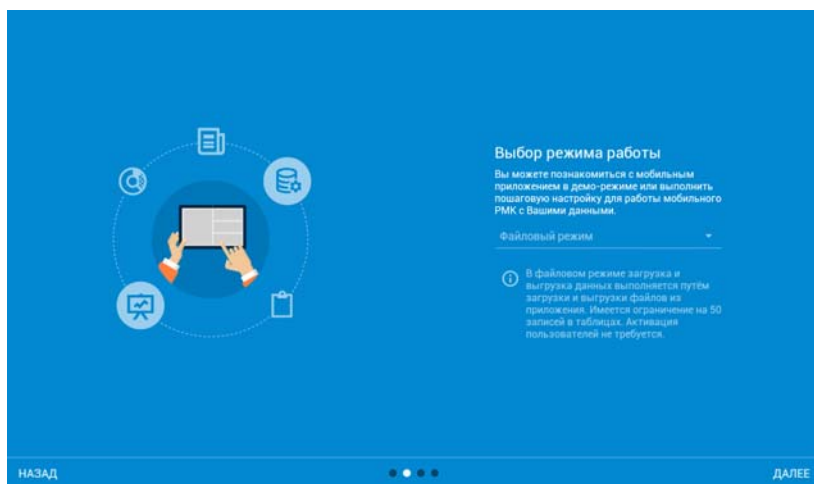 Выбор режима работы
Вы можете познакомиться с мобильным
приложением в демо-режиме или выполнить
пошаговую настройку для работы мобильного
РМК с Вашими данными.
Файловый режим
В файловом режиме загрузка и
выгрузка данных выполняется путём
загрузки и выгрузки файлов из
приложения. Имеется ограничение на 50
записей в таблицах. Активация
пользователей не требуется.
НАЗАД
ДАЛЕЕ